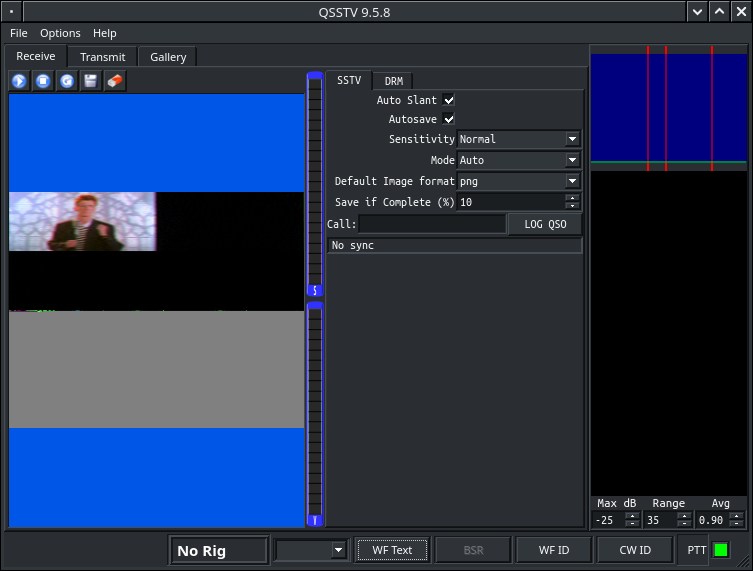 QSSTV 9.5.8
File Options Help
Receive Transmit Gallery
SSTV DRM
Auto Slant
Autosave
Sensitivity Normal
Mode Auto
Default Image format png
Save if Complete (%) 10
Call: LOG QSO
No sync
S
T
Max dB Range Avg
-25 35 0.90
No Rig WF Text BSR WF ID CW ID PTT